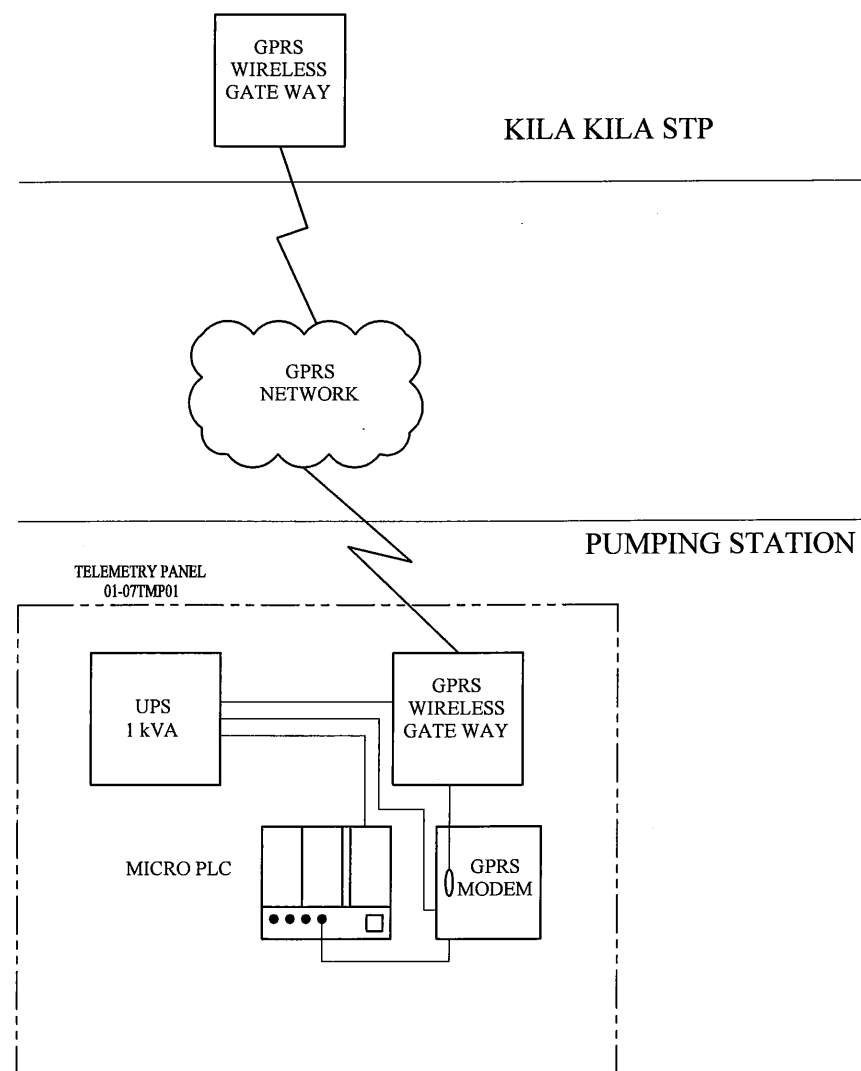 GPRS
WIRELESS
GATE WAY
KILA KILA STP
GPRS
NETWORK
PUMPING STATION
TELEMETRY PANEL
01-07TMP01
UPS
1 kVA
GPRS
WIRELESS
GATE WAY
MICRO PLC
GPRS
MODEM